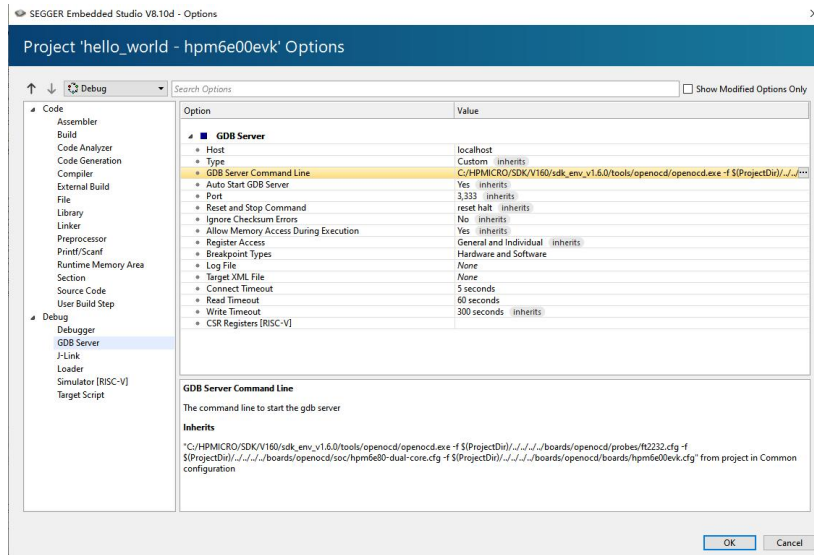 SEGGER Embedded Studio V8.10d - Options
Project 'hello_world - hpm6e00evk' Options
Debug
Search Options
Show Modified Options Only
Code
Assembler
Build
Code Analyzer
Code Generation
Compiler
External Build
File
Library
Linker
Preprocessor
Printf/Scanf
Runtime Memory Area
Section
Source Code
User Build Step
Debug
Debugger
GDB Server
J-Link
Loader
Simulator [RISC-V]
Target Script
Option Value
GDB Server
Host localhost
Type Custom inherits
GDB Server Command Line C:/HPMICRO/SDK/V160/sdk_env_v1.6.0/tools/openocd/openocd.exe -f $(ProjectDir)/../../ ...
Auto Start GDB Server Yes inherits
Port 3,333 inherits
Reset and Stop Command reset halt inherits
Ignore Checksum Errors No inherits
Allow Memory Access During Execution Yes inherits
Register Access General and Individual inherits
Breakpoint Types Hardware and Software
Log File None
Target XML File None
Connect Timeout 5 seconds
Read Timeout 60 seconds
Write Timeout 300 seconds inherits
CSR Registers [RISC-V]
GDB Server Command Line
The command line to start the gdb server
Inherits
"C:/HPMICRO/SDK/V160/sdk_env_v1.6.0/tools/openocd/openocd.exe -f $(ProjectDir)/../../../../boards/openocd/probes/ft2232.cfg -f
$(ProjectDir)/../../../../boards/openocd/soc/hpm6e80-dual-core.cfg -f $(ProjectDir)/../../../../boards/openocd/boards/hpm6e00evk.cfg" from project in Common
configuration
OK
Cancel